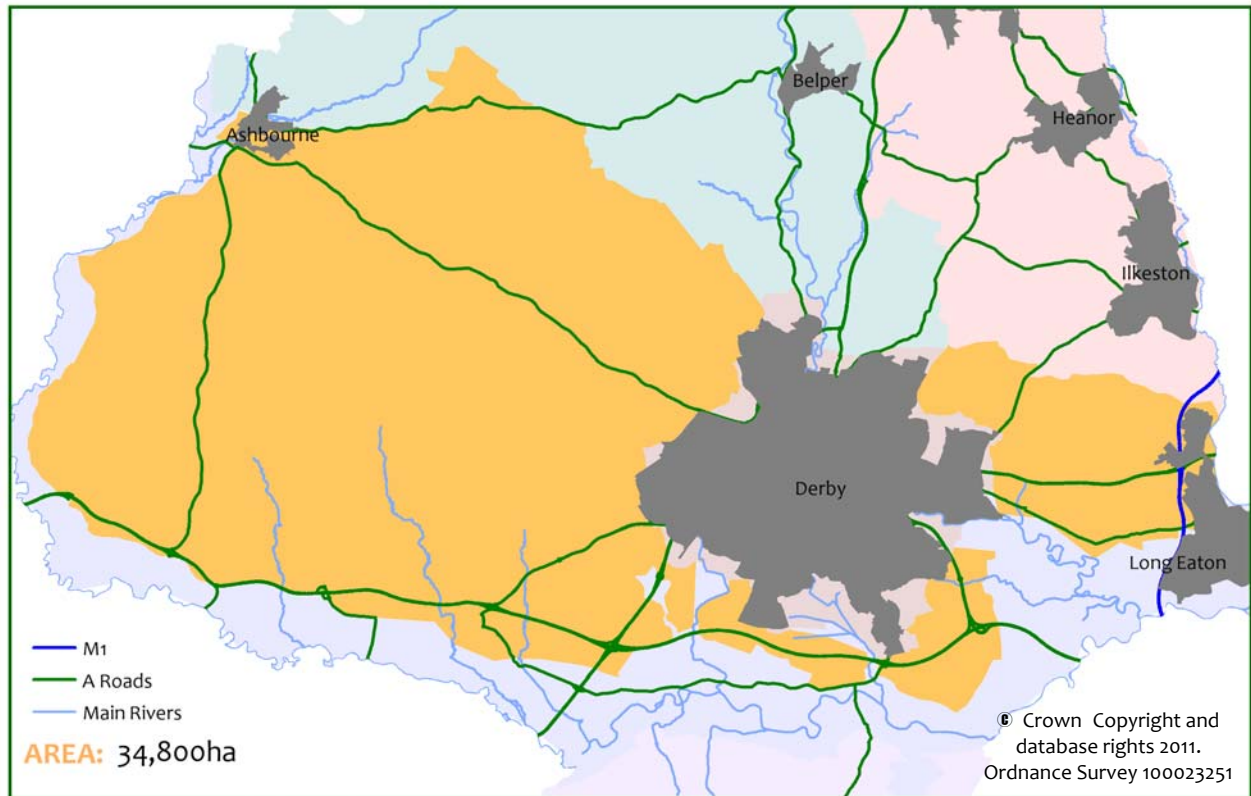 Belper
Heanor
Ashbourne
Ilkeston
Derby
Long Eaton
M1
A Roads
Main Rivers
AREA: 34,800ha
© Crown Copyright and
database rights 2011.
Ordnance Survey 100023251